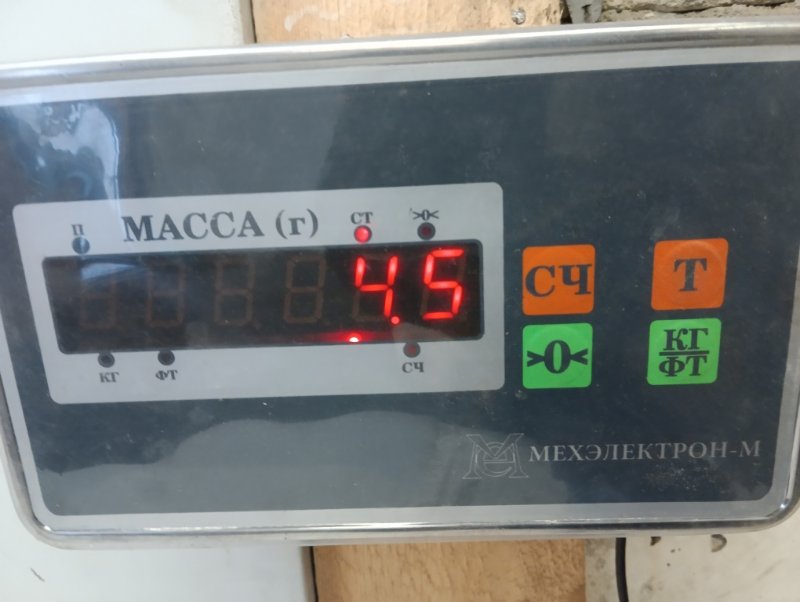 П МАССА (г) СТ >0<
4.5
КГ ФТ СЧ
СЧ Т
>0< КГ
ФТ
МЕХЭЛЕКТРОН-М